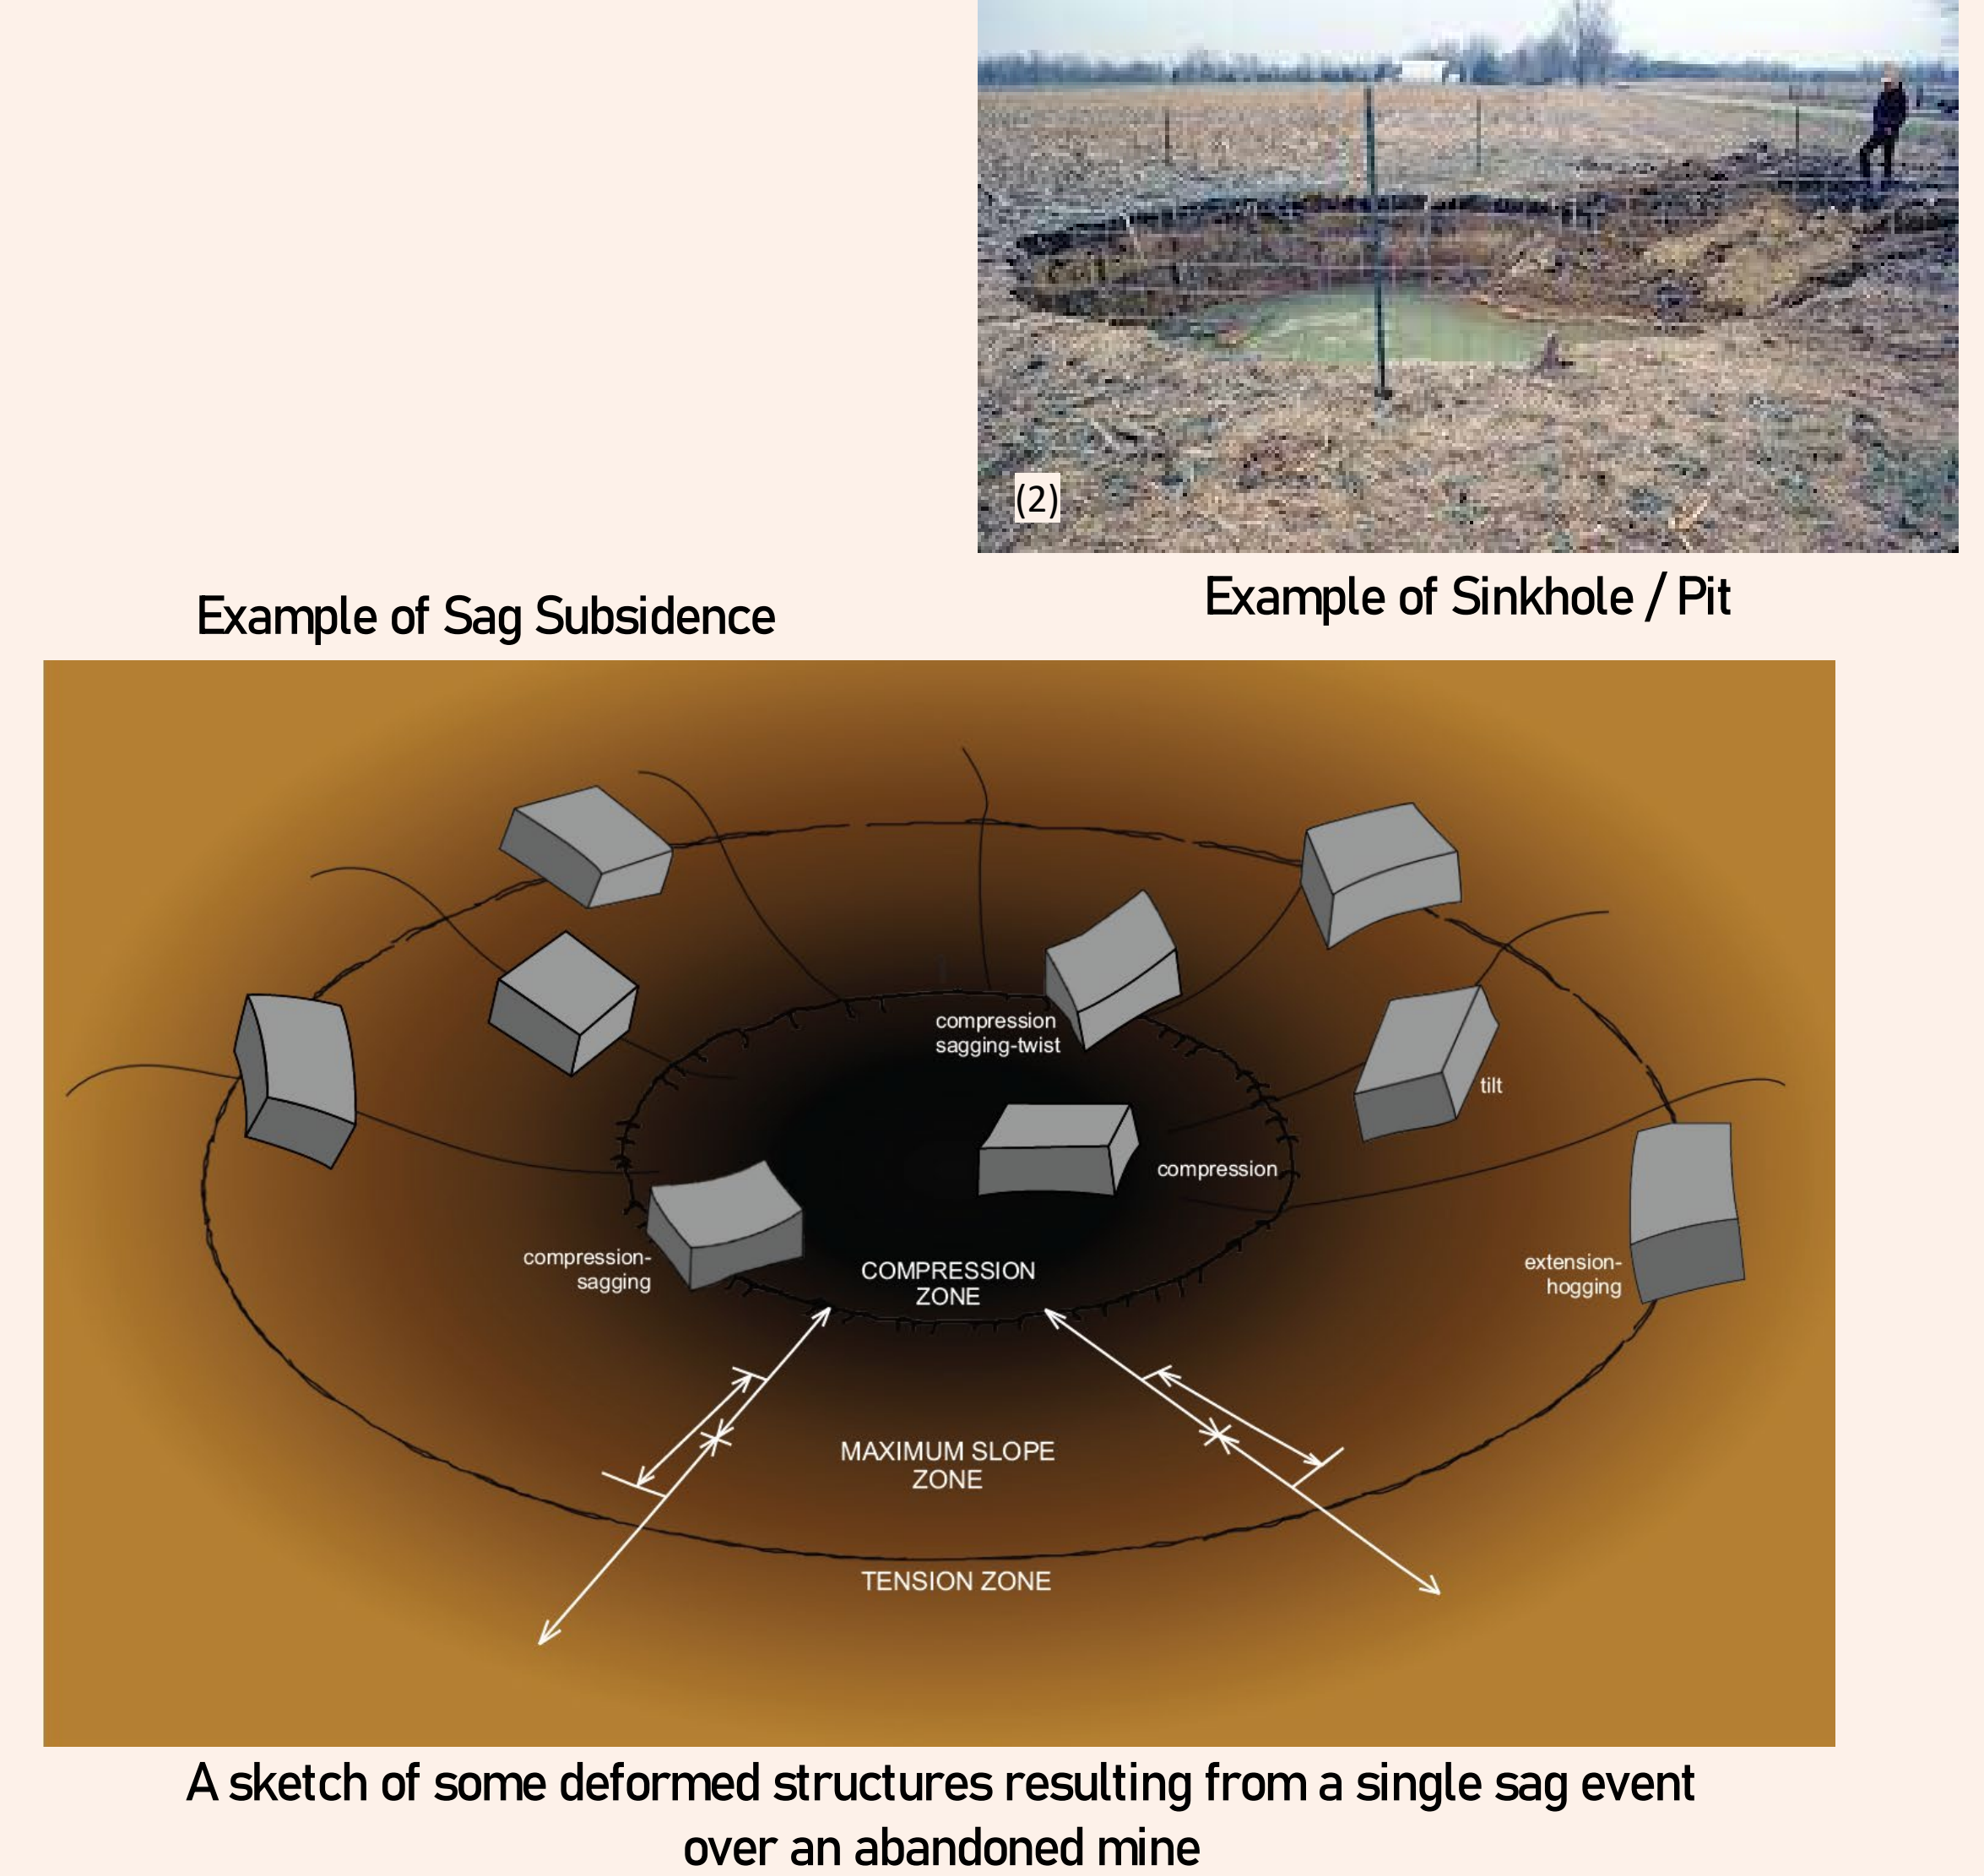 (2)
Example of Sag Subsidence
Example of Sinkhole / Pit
compression
sagging-twist
tilt
compression
compression-
sagging
COMPRESSION
ZONE
extension-
hogging
MAXIMUM SLOPE
ZONE
TENSION ZONE
A sketch of some deformed structures resulting from a single sag event
over an abandoned mine